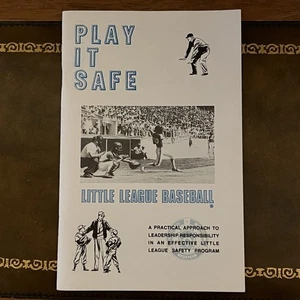 PLAY
IT
SAFE
LITTLE LEAGUE BASEBALL®
A PRACTICAL APPROACH TO
LEADERSHIP RESPONSIBILITY
IN AN EFFECTIVE LITTLE
LEAGUE SAFETY PROGRAM